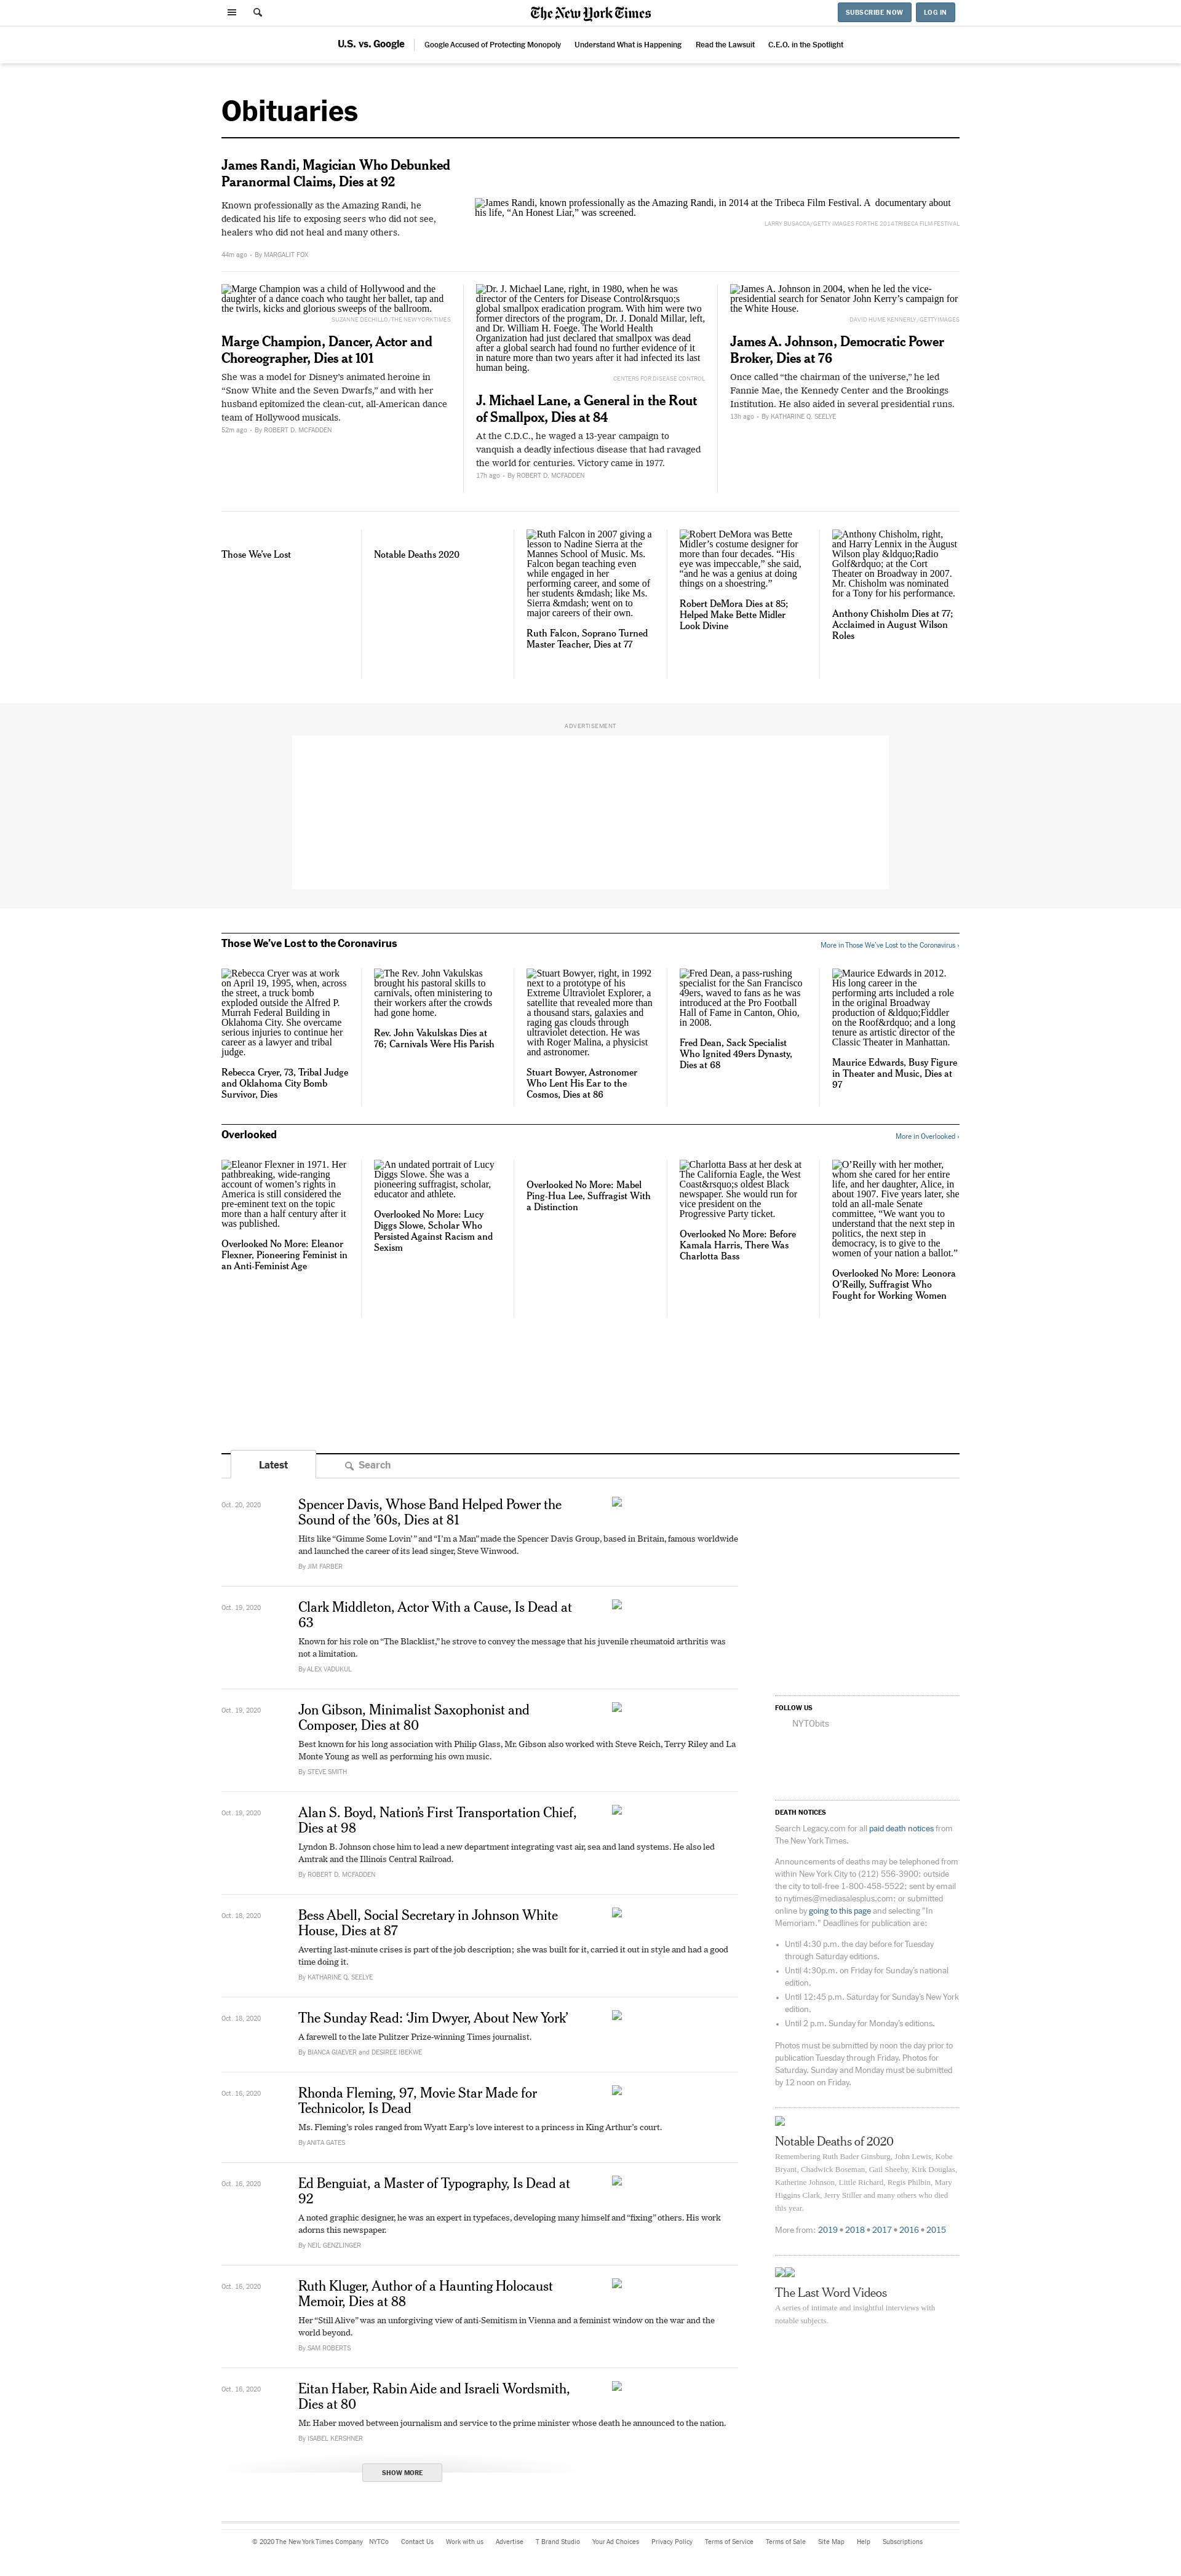 The New York Times
SUBSCRIBE NOW
LOG IN
U.S. vs. Google
Google Accused of Protecting Monopoly
Understand What is Happening
Read the Lawsuit
C.E.O. in the Spotlight
Obituaries
James Randi, Magician Who Debunked
Paranormal Claims, Dies at 92
Known professionally as the Amazing Randi, he
dedicated his life to exposing seers who did not see,
healers who did not heal and many others.
44m ago • By MARGALIT FOX
James Randi, known professionally as the Amazing Randi, in 2014 at the Tribeca Film Festival. A documentary about
his life, “An Honest Liar,” was screened.
LARRY BUSACCA/GETTY IMAGES FOR THE 2014 TRIBECA FILM FESTIVAL
Marge Champion was a child of Hollywood and the
daughter of a dance coach who taught her ballet, tap and
the twirls, kicks and glorious sweeps of the ballroom.
SUZANNE DECHILLO/THE NEW YORK TIMES
Marge Champion, Dancer, Actor and
Choreographer, Dies at 101
She was a model for Disney’s animated heroine in
“Snow White and the Seven Dwarfs,” and with her
husband epitomized the clean-cut, all-American dance
team of Hollywood musicals.
52m ago • By ROBERT D. MCFADDEN
Dr. J. Michael Lane, right, in 1980, when he was
director of the Centers for Disease Control&rsquo;s
global smallpox eradication program. With him were two
former directors of the program, Dr. J. Donald Millar, left,
and Dr. William H. Foege. The World Health
Organization had just declared that smallpox was dead
after a global search had found no further evidence of it
in nature more than two years after it had infected its last
human being.
CENTERS FOR DISEASE CONTROL
J. Michael Lane, a General in the Rout
of Smallpox, Dies at 84
At the C.D.C., he waged a 13-year campaign to
vanquish a deadly infectious disease that had ravaged
the world for centuries. Victory came in 1977.
17h ago • By ROBERT D. MCFADDEN
James A. Johnson in 2004, when he led the vice-
presidential search for Senator John Kerry’s campaign for
the White House.
DAVID HUME KENNERLY/GETTYIMAGES
James A. Johnson, Democratic Power
Broker, Dies at 76
Once called “the chairman of the universe,” he led
Fannie Mae, the Kennedy Center and the Brookings
Institution. He also aided in several presidential runs.
13h ago • By KATHARINE Q. SEELYE
Those We’ve Lost
Notable Deaths 2020
Ruth Falcon in 2007 giving a
lesson to Nadine Sierra at the
Mannes School of Music. Ms.
Falcon began teaching even
while engaged in her
performing career, and some of
her students &mdash; like Ms.
Sierra &mdash; went on to
major careers of their own.
Ruth Falcon, Soprano Turned
Master Teacher, Dies at 77
Robert DeMora was Bette
Midler’s costume designer for
more than four decades. “His
eye was impeccable,” she said,
“and he was a genius at doing
things on a shoestring.”
Robert DeMora Dies at 85;
Helped Make Bette Midler
Look Divine
Anthony Chisholm, right,
and Harry Lennix in the August
Wilson play &ldquo;Radio
Golf&rdquo; at the Cort
Theater on Broadway in 2007.
Mr. Chisholm was nominated
for a Tony for his performance.
Anthony Chisholm Dies at 77;
Acclaimed in August Wilson
Roles
ADVERTISEMENT
Those We’ve Lost to the Coronavirus
More in Those We’ve Lost to the Coronavirus ›
Rebecca Cryer was at work
on April 19, 1995, when, across
the street, a truck bomb
exploded outside the Alfred P.
Murrah Federal Building in
Oklahoma City. She overcame
serious injuries to continue her
career as a lawyer and tribal
judge.
Rebecca Cryer, 73, Tribal Judge
and Oklahoma City Bomb
Survivor, Dies
The Rev. John Vakulskas
brought his pastoral skills to
carnivals, often ministering to
their workers after the crowds
had gone home.
Rev. John Vakulskas Dies at
76; Carnivals Were His Parish
Stuart Bowyer, right, in 1992
next to a prototype of his
Extreme Ultraviolet Explorer, a
satellite that revealed more than
a thousand stars, galaxies and
raging gas clouds through
ultraviolet detection. He was
with Roger Malina, a physicist
and astronomer.
Stuart Bowyer, Astronomer
Who Lent His Ear to the
Cosmos, Dies at 86
Fred Dean, a pass-rushing
specialist for the San Francisco
49ers, waved to fans as he was
introduced at the Pro Football
Hall of Fame in Canton, Ohio,
in 2008.
Fred Dean, Sack Specialist
Who Ignited 49ers Dynasty,
Dies at 68
Maurice Edwards in 2012.
His long career in the
performing arts included a role
in the original Broadway
production of &ldquo;Fiddler
on the Roof&rdquo; and a long
tenure as artistic director of the
Classic Theater in Manhattan.
Maurice Edwards, Busy Figure
in Theater and Music, Dies at
97
Overlooked
More in Overlooked ›
Eleanor Flexner in 1971. Her
pathbreaking, wide-ranging
account of women’s rights in
America is still considered the
pre-eminent text on the topic
more than a half century after it
was published.
Overlooked No More: Eleanor
Flexner, Pioneering Feminist in
an Anti-Feminist Age
An undated portrait of Lucy
Diggs Slowe. She was a
pioneering suffragist, scholar,
educator and athlete.
Overlooked No More: Lucy
Diggs Slowe, Scholar Who
Persisted Against Racism and
Sexism
Overlooked No More: Mabel
Ping-Hua Lee, Suffragist With
a Distinction
Charlotta Bass at her desk at
The California Eagle, the West
Coast&rsquo;s oldest Black
newspaper. She would run for
vice president on the
Progressive Party ticket.
Overlooked No More: Before
Kamala Harris, There Was
Charlotta Bass
O’Reilly with her mother,
whom she cared for her entire
life, and her daughter, Alice, in
about 1907. Five years later, she
told an all-male Senate
committee, “We want you to
understand that the next step in
politics, the next step in
democracy, is to give to the
women of your nation a ballot.”
Overlooked No More: Leonora
O’Reilly, Suffragist Who
Fought for Working Women
Latest
Search
Oct. 20, 2020
Spencer Davis, Whose Band Helped Power the
Sound of the ’60s, Dies at 81
Hits like “Gimme Some Lovin’ ” and “I’m a Man” made the Spencer Davis Group, based in Britain, famous worldwide
and launched the career of its lead singer, Steve Winwood.
By JIM FARBER
Oct. 19, 2020
Clark Middleton, Actor With a Cause, Is Dead at
63
Known for his role on “The Blacklist,” he strove to convey the message that his juvenile rheumatoid arthritis was
not a limitation.
By ALEX VADUKUL
Oct. 19, 2020
Jon Gibson, Minimalist Saxophonist and
Composer, Dies at 80
Best known for his long association with Philip Glass, Mr. Gibson also worked with Steve Reich, Terry Riley and La
Monte Young as well as performing his own music.
By STEVE SMITH
Oct. 19, 2020
Alan S. Boyd, Nation’s First Transportation Chief,
Dies at 98
Lyndon B. Johnson chose him to lead a new department integrating vast air, sea and land systems. He also led
Amtrak and the Illinois Central Railroad.
By ROBERT D. MCFADDEN
Oct. 18, 2020
Bess Abell, Social Secretary in Johnson White
House, Dies at 87
Averting last-minute crises is part of the job description; she was built for it, carried it out in style and had a good
time doing it.
By KATHARINE Q. SEELYE
Oct. 18, 2020
The Sunday Read: ‘Jim Dwyer, About New York’
A farewell to the late Pulitzer Prize-winning Times journalist.
By BIANCA GIAEVER and DESIREE IBEKWE
Oct. 16, 2020
Rhonda Fleming, 97, Movie Star Made for
Technicolor, Is Dead
Ms. Fleming’s roles ranged from Wyatt Earp’s love interest to a princess in King Arthur’s court.
By ANITA GATES
Oct. 16, 2020
Ed Benguiat, a Master of Typography, Is Dead at
92
A noted graphic designer, he was an expert in typefaces, developing many himself and “fixing” others. His work
adorns this newspaper.
By NEIL GENZLINGER
Oct. 16, 2020
Ruth Kluger, Author of a Haunting Holocaust
Memoir, Dies at 88
Her “Still Alive” was an unforgiving view of anti-Semitism in Vienna and a feminist window on the war and the
world beyond.
By SAM ROBERTS
Oct. 16, 2020
Eitan Haber, Rabin Aide and Israeli Wordsmith,
Dies at 80
Mr. Haber moved between journalism and service to the prime minister whose death he announced to the nation.
By ISABEL KERSHNER
SHOW MORE
FOLLOW US
NYTObits
DEATH NOTICES
Search Legacy.com for all paid death notices from
The New York Times.
Announcements of deaths may be telephoned from
within New York City to (212) 556-3900; outside
the city to toll-free 1-800-458-5522; sent by email
to nytimes@mediasalesplus.com; or submitted
online by going to this page and selecting "In
Memoriam." Deadlines for publication are:
• Until 4:30 p.m. the day before for Tuesday
through Saturday editions.
• Until 4:30p.m. on Friday for Sunday's national
edition.
• Until 12:45 p.m. Saturday for Sunday's New York
edition.
• Until 2 p.m. Sunday for Monday's editions.
Photos must be submitted by noon the day prior to
publication Tuesday through Friday. Photos for
Saturday, Sunday and Monday must be submitted
by 12 noon on Friday.
Notable Deaths of 2020
Remembering Ruth Bader Ginsburg, John Lewis, Kobe
Bryant, Chadwick Boseman, Gail Sheehy, Kirk Douglas,
Katherine Johnson, Little Richard, Regis Philbin, Mary
Higgins Clark, Jerry Stiller and many others who died
this year.
More from: 2019 • 2018 • 2017 • 2016 • 2015
The Last Word Videos
A series of intimate and insightful interviews with
notable subjects.
© 2020 The New York Times Company
NYTCo
Contact Us
Work with us
Advertise
T Brand Studio
Your Ad Choices
Privacy Policy
Terms of Service
Terms of Sale
Site Map
Help
Subscriptions